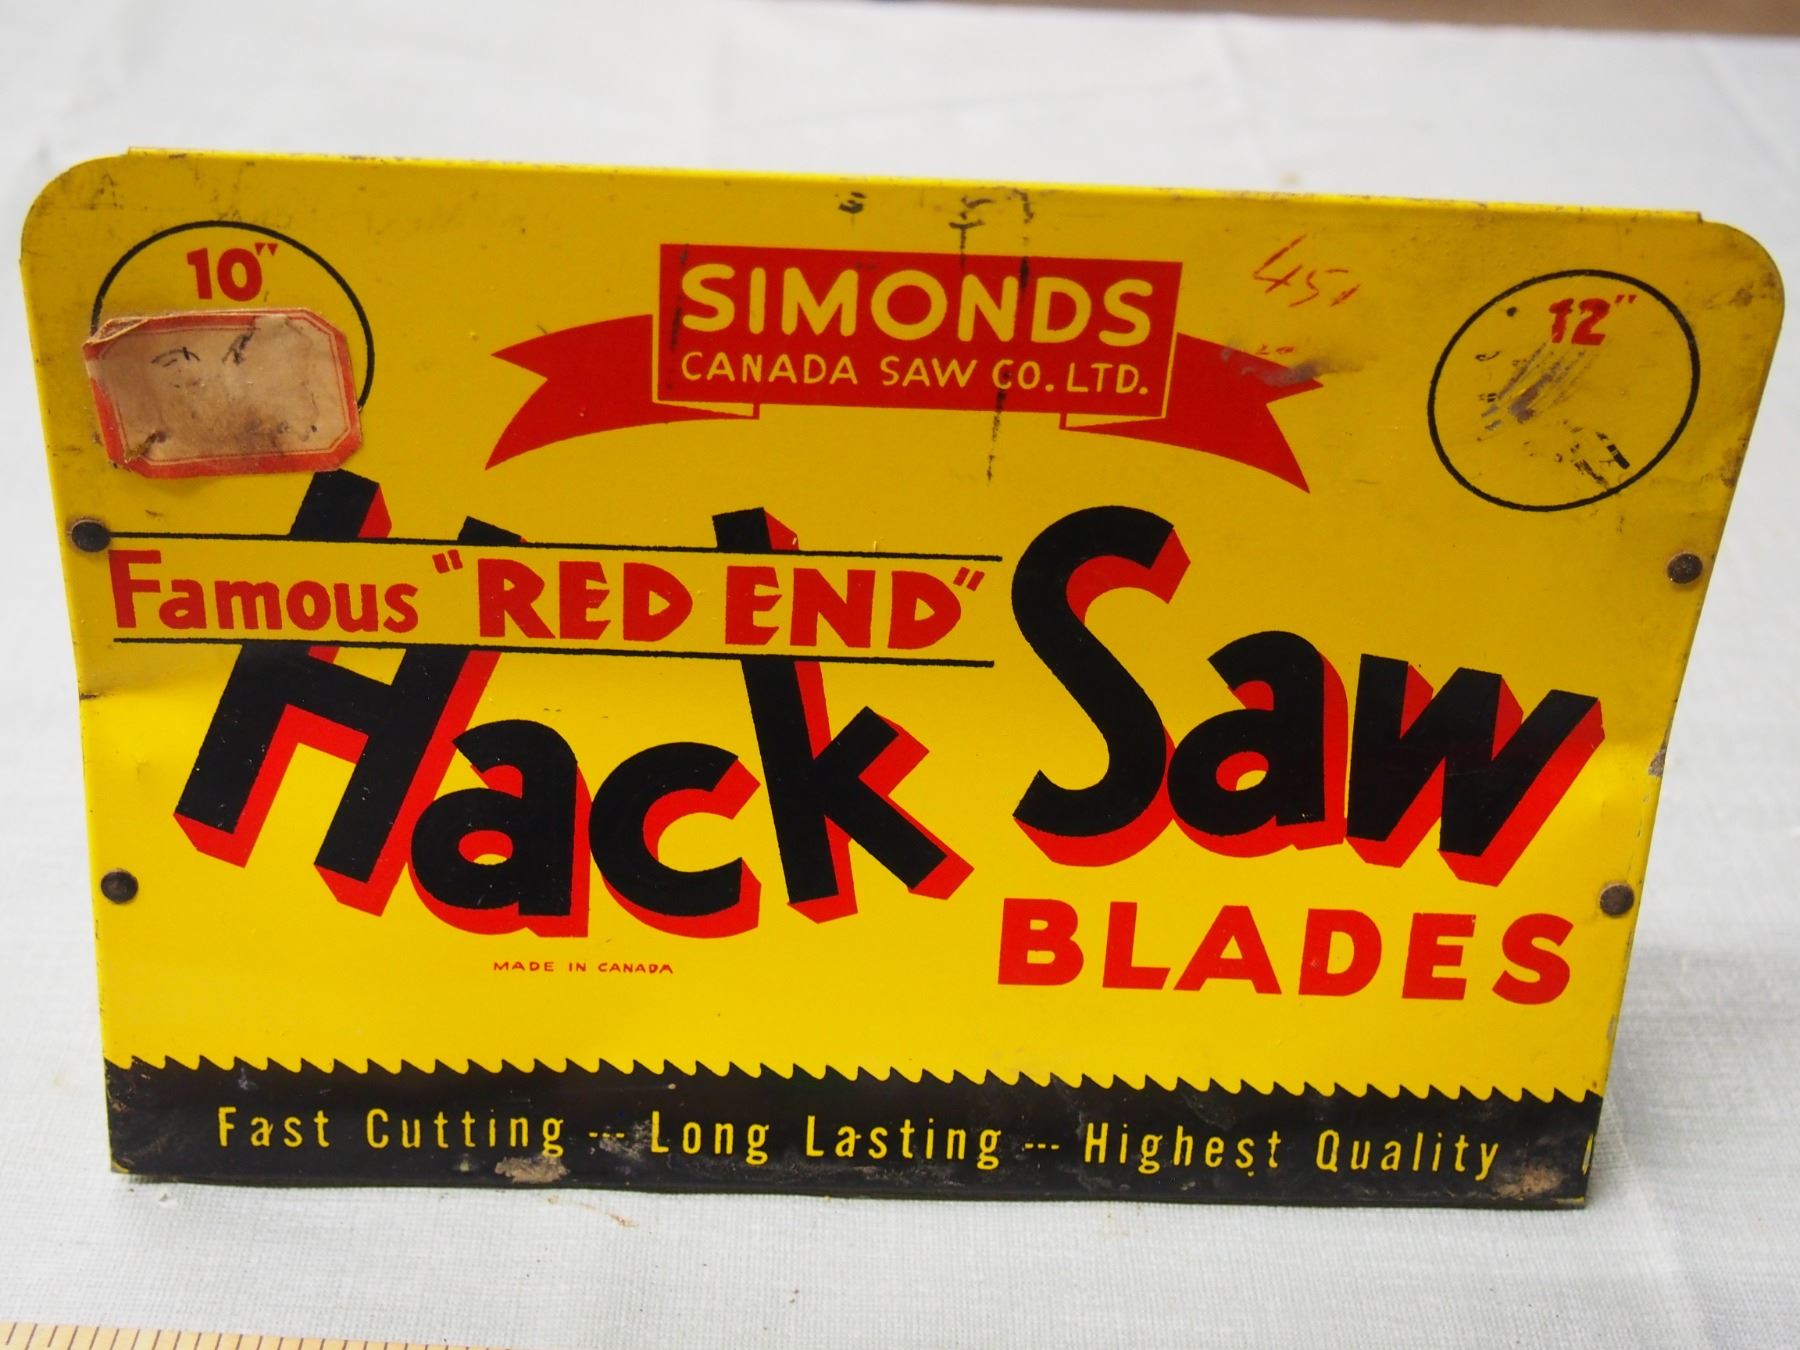 10"
12"
SIMONDS
CANADA SAW CO. LTD.
Famous "RED END"
Hack Saw
BLADES
MADE IN CANADA
Fast Cutting --- Long Lasting --- Highest Quality